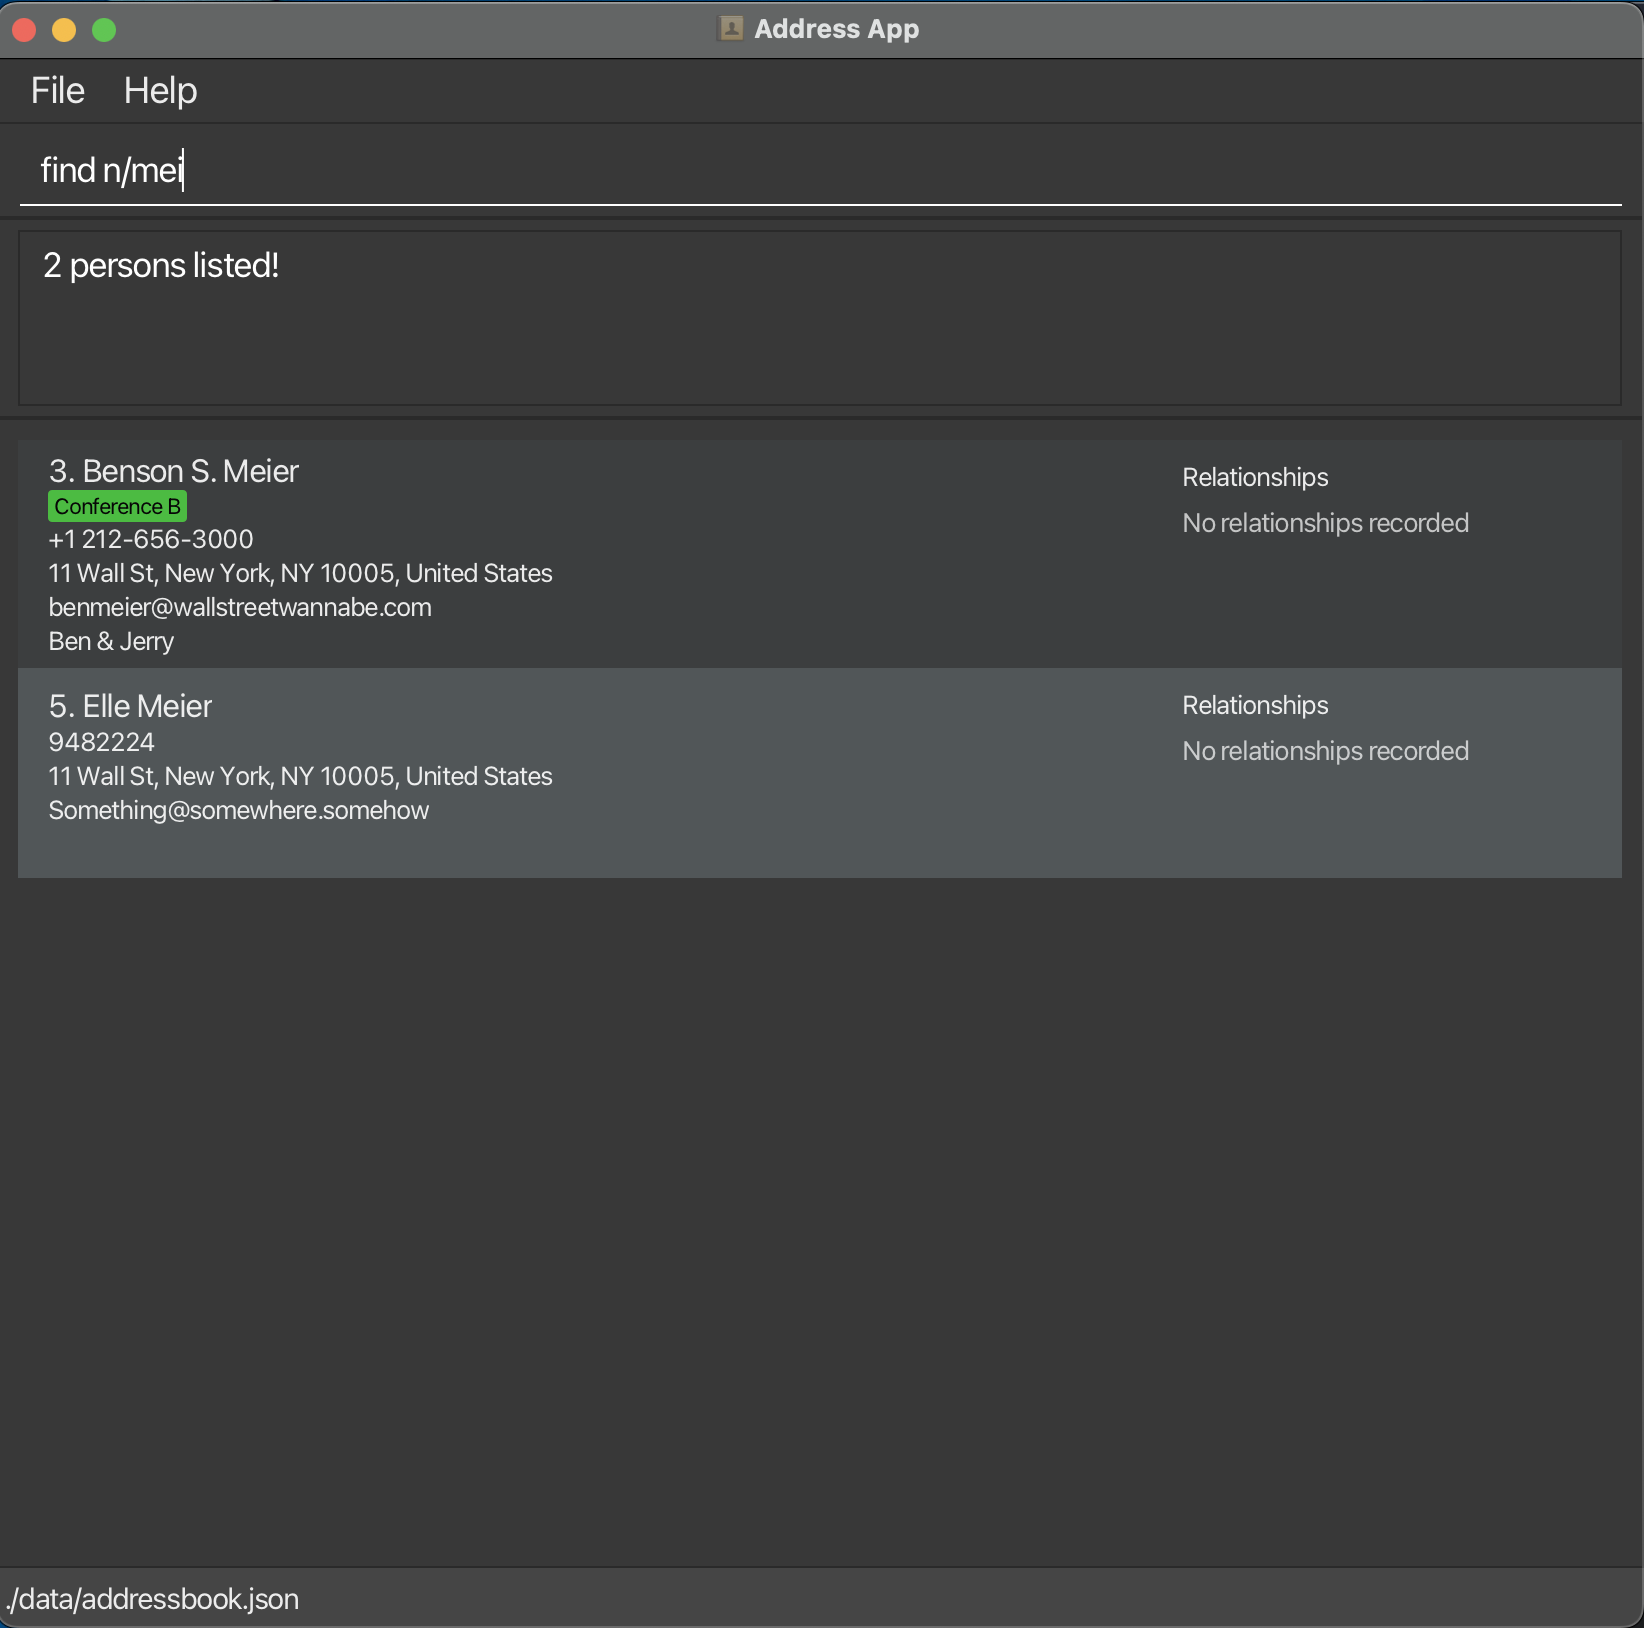 Address App
File Help
find n/mei
2 persons listed!
3. Benson S. Meier
Conference B
+1 212-656-3000
11 Wall St, New York, NY 10005, United States
benmeier@wallstreetwannabe.com
Ben & Jerry
Relationships
No relationships recorded
5. Elle Meier
9482224
11 Wall St, New York, NY 10005, United States
Something@somewhere.somehow
Relationships
No relationships recorded
./data/addressbook.json